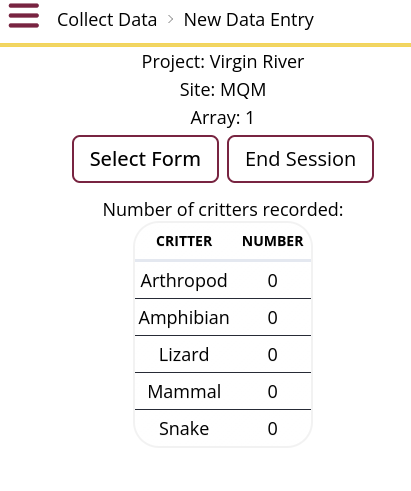 Collect Data > New Data Entry
Project: Virgin River
Site: MQM
Array: 1
Select Form End Session
Number of critters recorded:
CRITTER NUMBER
Arthropod 0
Amphibian 0
Lizard 0
Mammal 0
Snake 0